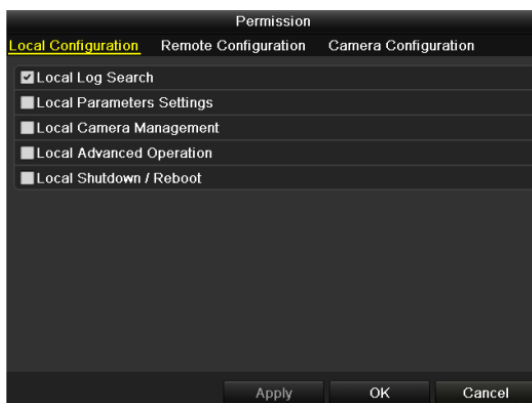 Permission
Local Configuration Remote Configuration Camera Configuration
Local Log Search
Local Parameters Settings
Local Camera Management
Local Advanced Operation
Local Shutdown / Reboot
Apply OK Cancel